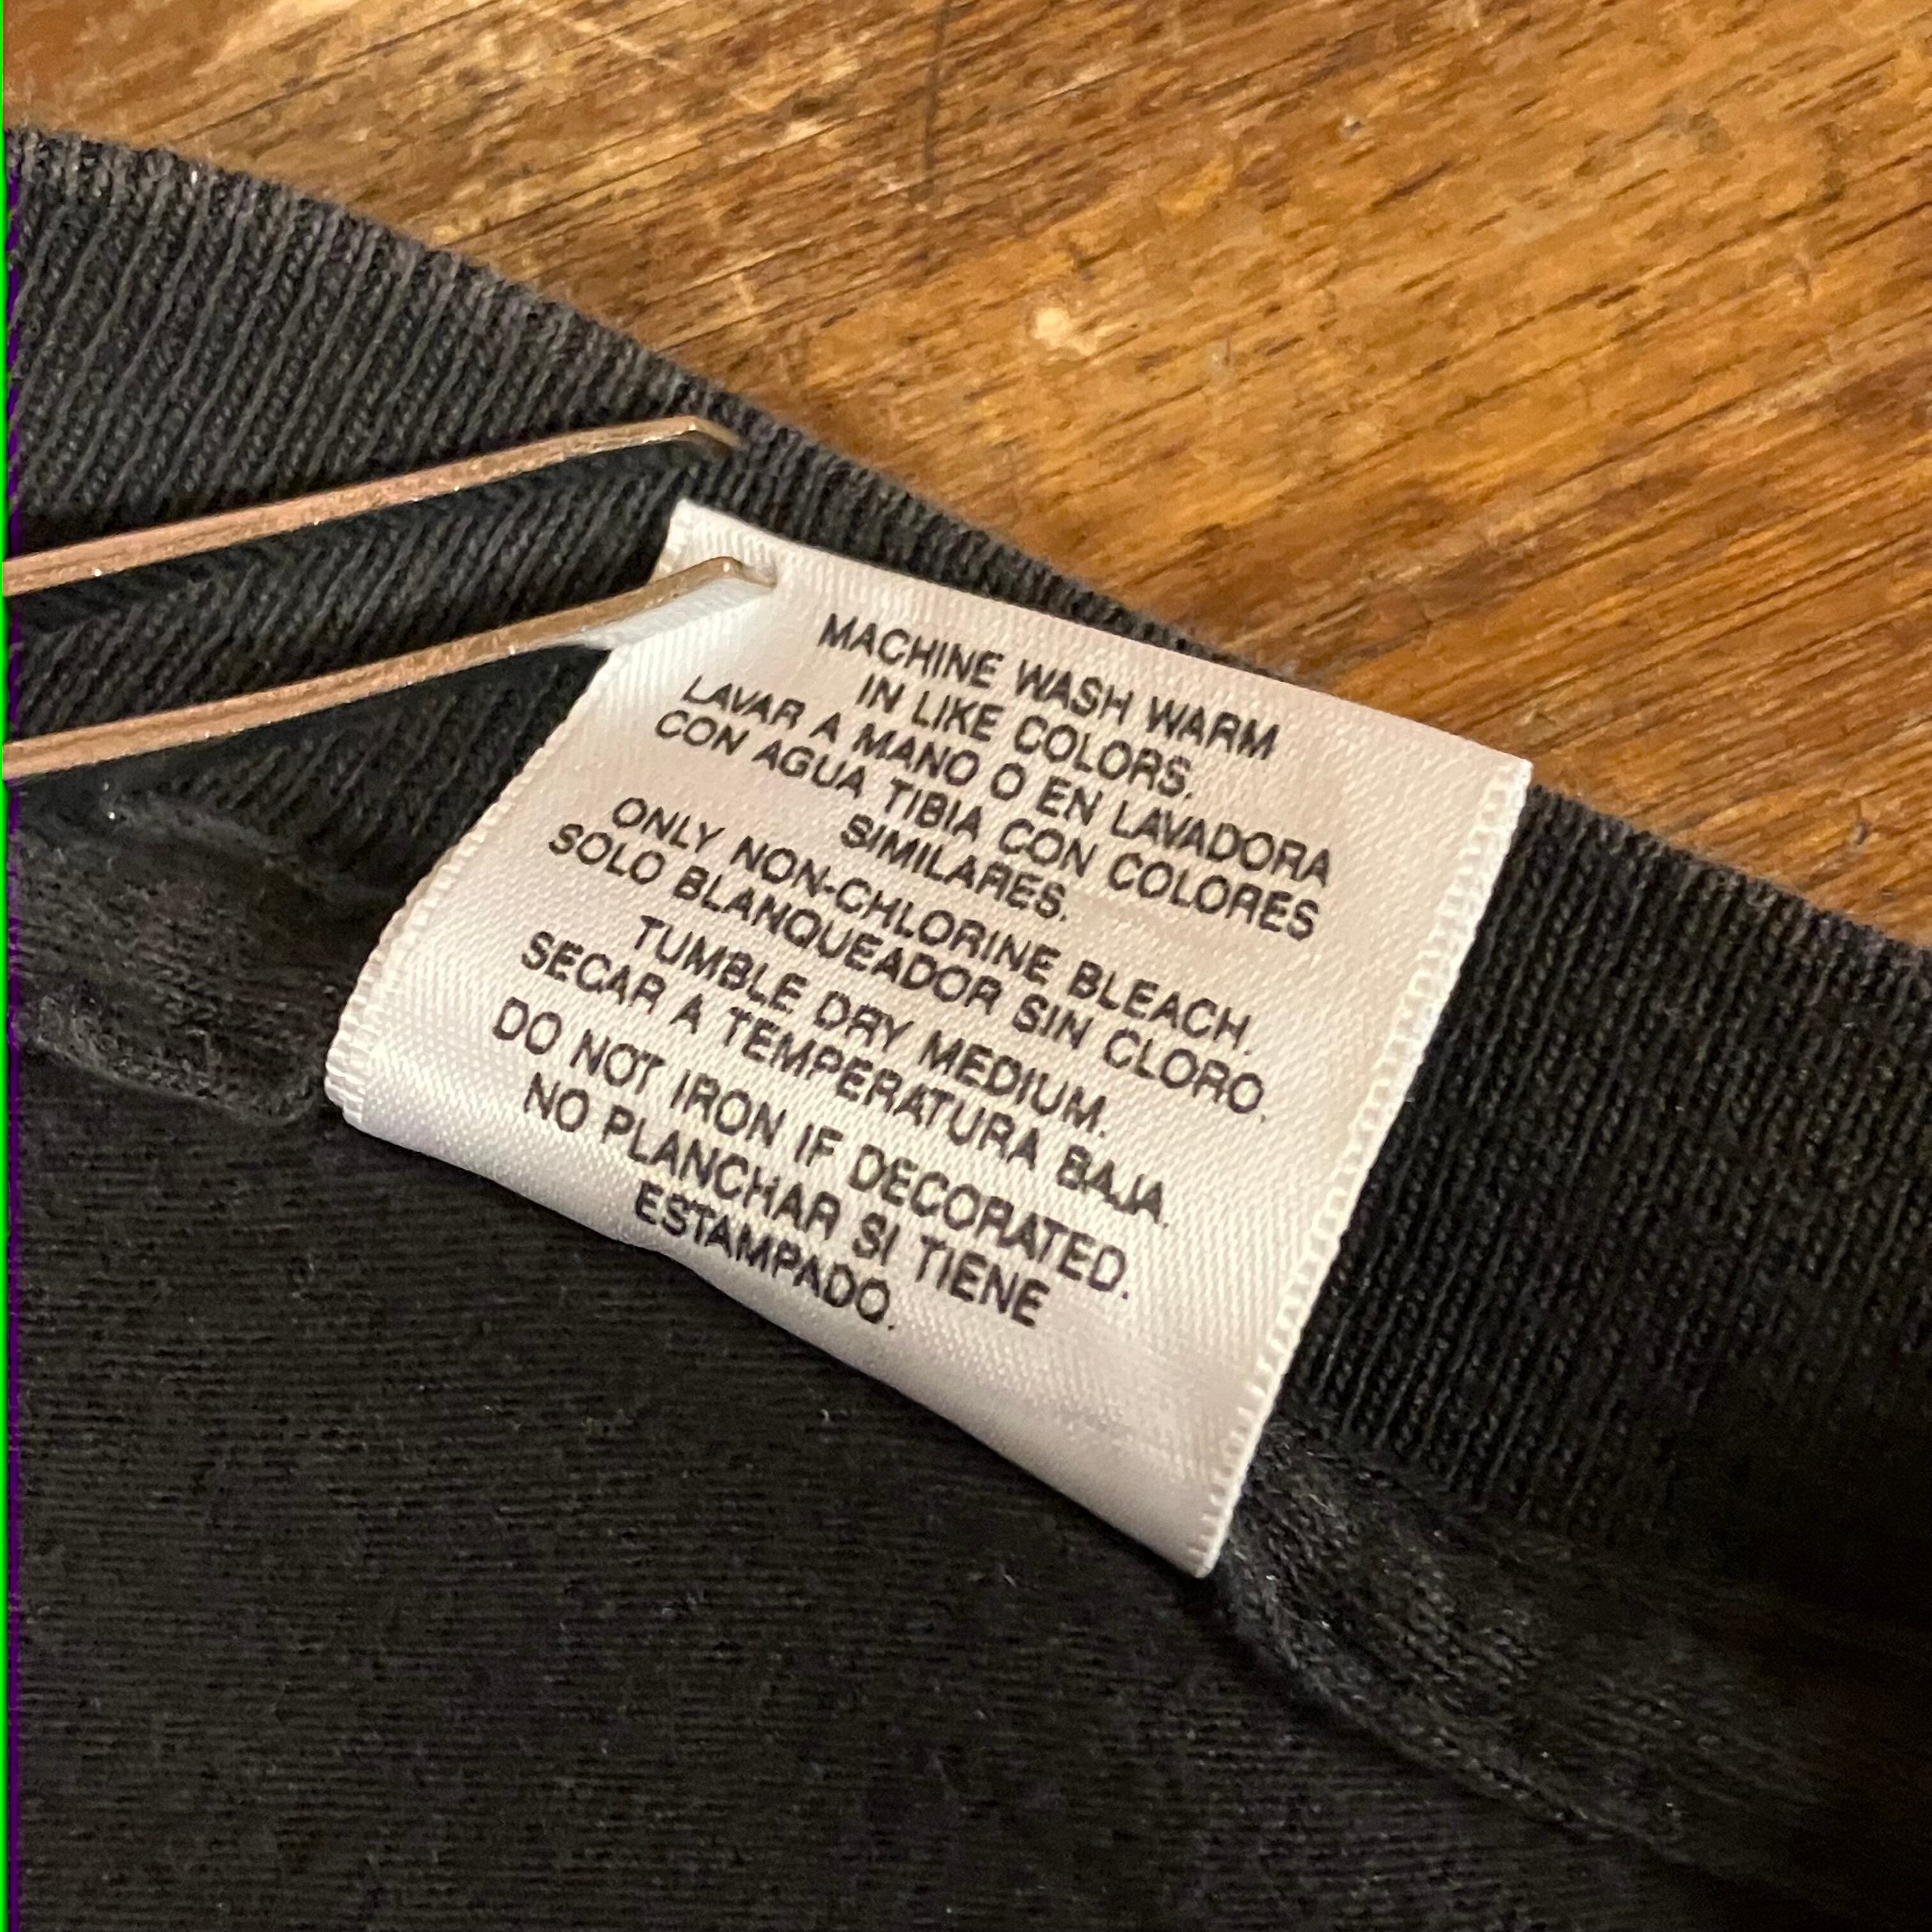 MACHINE WASH WARM
IN LIKE COLORS.
LAVAR A MANO O EN LAVADORA
CON AGUA TIBIA CON COLORES
SIMILARES.
ONLY NON-CHLORINE BLEACH.
SOLO BLANQUEADOR SIN CLORO.
TUMBLE DRY MEDIUM.
SECAR A TEMPERATURA BAJA.
DO NOT IRON IF DECORATED.
NO PLANCHAR SI TIENE
ESTAMPADO.